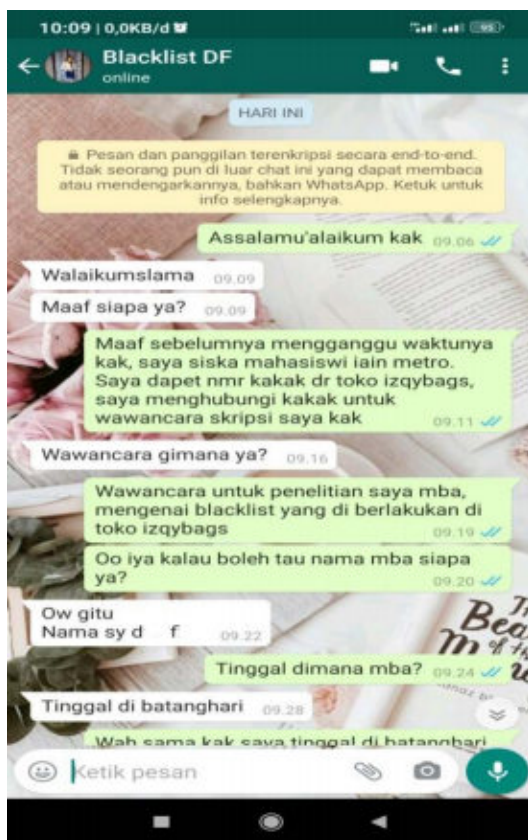 10:09 | 0,0KB/d
95
Blacklist DF
online
HARI INI
Pesan dan panggilan terenkripsi secara end-to-end.
Tidak seorang pun di luar chat ini yang dapat membaca
atau mendengarkannya, bahkan WhatsApp. Ketuk untuk
info selengkapnya.
Assalamu'alaikum kak 09.06
Walaikumslama 09.09
Maaf siapa ya? 09.09
Maaf sebelumnya mengganggu waktunya
kak, saya siska mahasiswi iain metro.
Saya dapet nmr kakak dr toko izqybags,
saya menghubungi kakak untuk
wawancara skripsi saya kak 09.11
Wawancara gimana ya? 09.16
Wawancara untuk penelitian saya mba,
mengenai blacklist yang di berlakukan di
toko izqybags 09.19
Oo iya kalau boleh tau nama mba siapa
ya? 09.20
Ow gitu
Nama sy d f 09.22
Tinggal dimana mba? 09.24
Tinggal di batanghari 09.28
Wah sama kak saya tinggal di batanghari
Ketik pesan